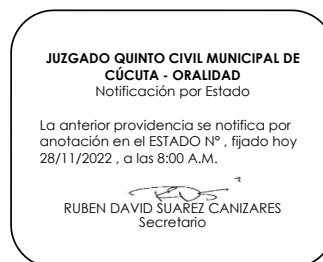 JUZGADO QUINTO CIVIL MUNICIPAL DE
CÚCUTA - ORALIDAD
Notificación por Estado
La anterior providencia se notifica por
anotación en el ESTADO N° , fijado hoy
28/11/2022 , a las 8:00 A.M.
RUBEN DAVID SUAREZ CANIZARES
Secretario